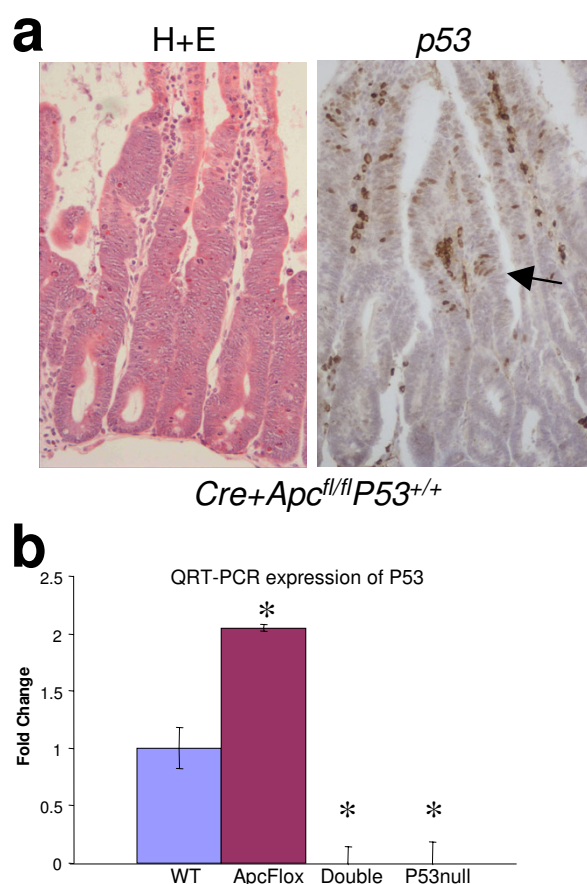 a
H+E
p53
Cre+Apcfl/flP53+/+
b
QRT-PCR expression of P53
2.5
2
1.5
1
0.5
0
Fold Change
*
*
*
WT ApcFlox Double P53null